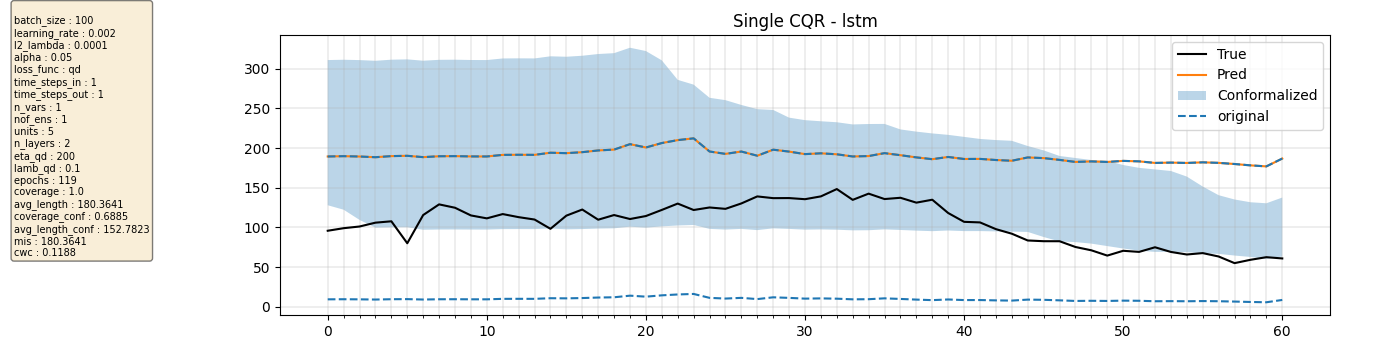 Single CQR - lstm
batch_size : 100
learning_rate : 0.002
l2_lambda : 0.0001
alpha : 0.05
loss_func : qd
time_steps_in : 1
time_steps_out : 1
n_vars : 1
nof_ens : 1
units : 5
n_layers : 2
eta_qd : 200
lamb_qd : 0.1
epochs : 119
coverage : 1.0
avg_length : 180.3641
coverage_conf : 0.6885
avg_length_conf : 152.7823
mis : 180.3641
cwc : 0.1188
300
250
200
150
100
50
0
True
Pred
Conformalized
original
0 10 20 30 40 50 60